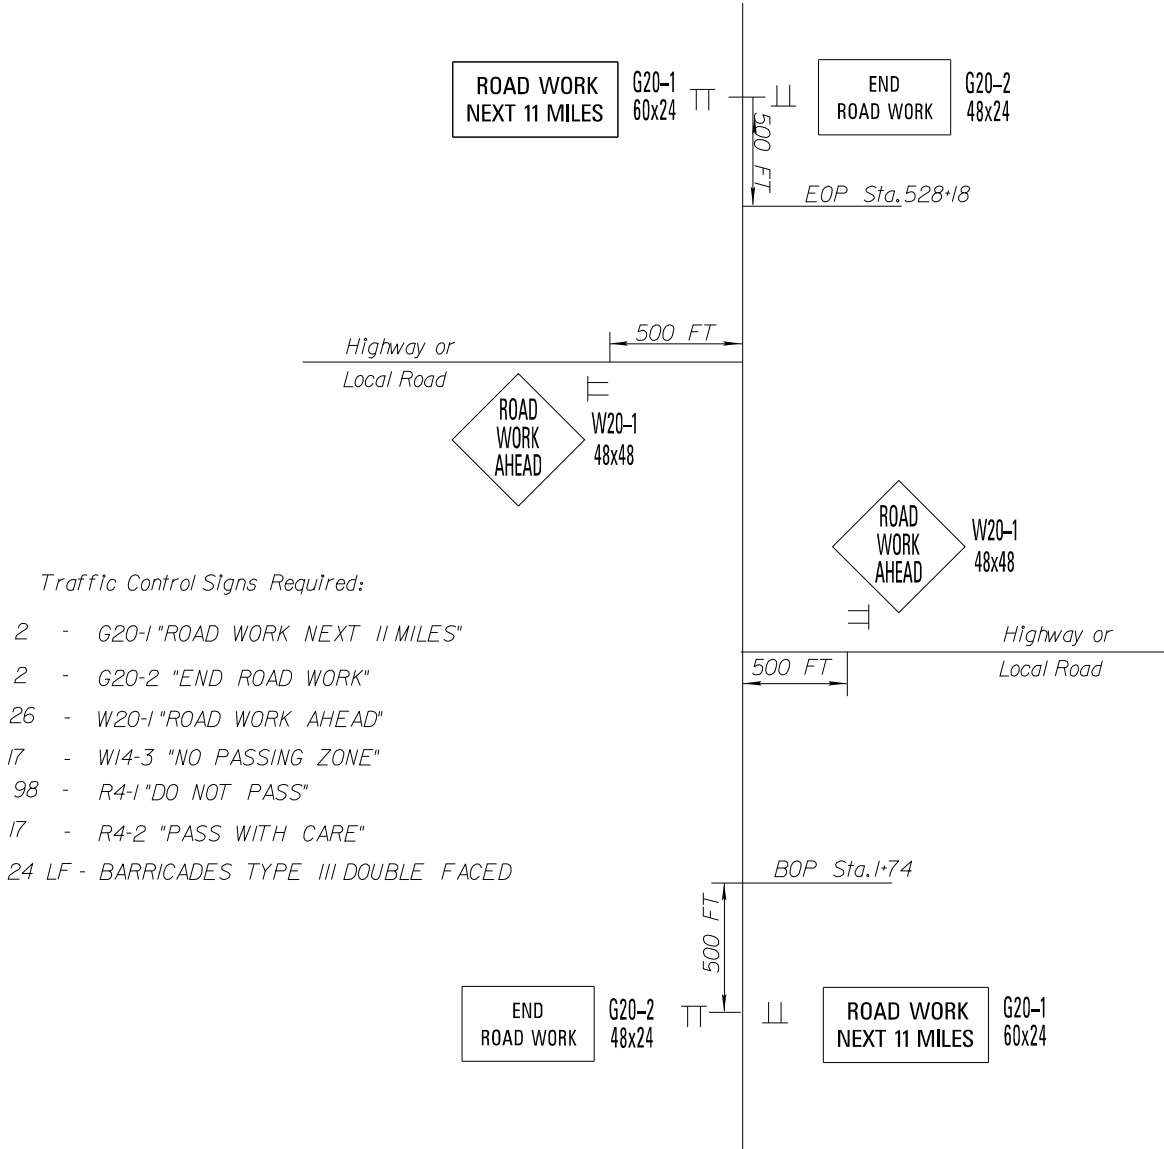 ROAD WORK
NEXT 11 MILES
G20-1
60x24
END
ROAD WORK
G20-2
48x24
500 FT
EOP Sta. 528+18
500 FT
Highway or
Local Road
ROAD
WORK
AHEAD
W20-1
48x48
ROAD
WORK
AHEAD
W20-1
48x48
Highway or
Local Road
500 FT
Traffic Control Signs Required:
2 - G20-1 "ROAD WORK NEXT 11 MILES"
2 - G20-2 "END ROAD WORK"
26 - W20-1 "ROAD WORK AHEAD"
17 - W14-3 "NO PASSING ZONE"
98 - R4-1 "DO NOT PASS"
17 - R4-2 "PASS WITH CARE"
24 LF - BARRICADES TYPE III DOUBLE FACED
BOP Sta. 1+74
500 FT
END
ROAD WORK
G20-2
48x24
ROAD WORK
NEXT 11 MILES
G20-1
60x24